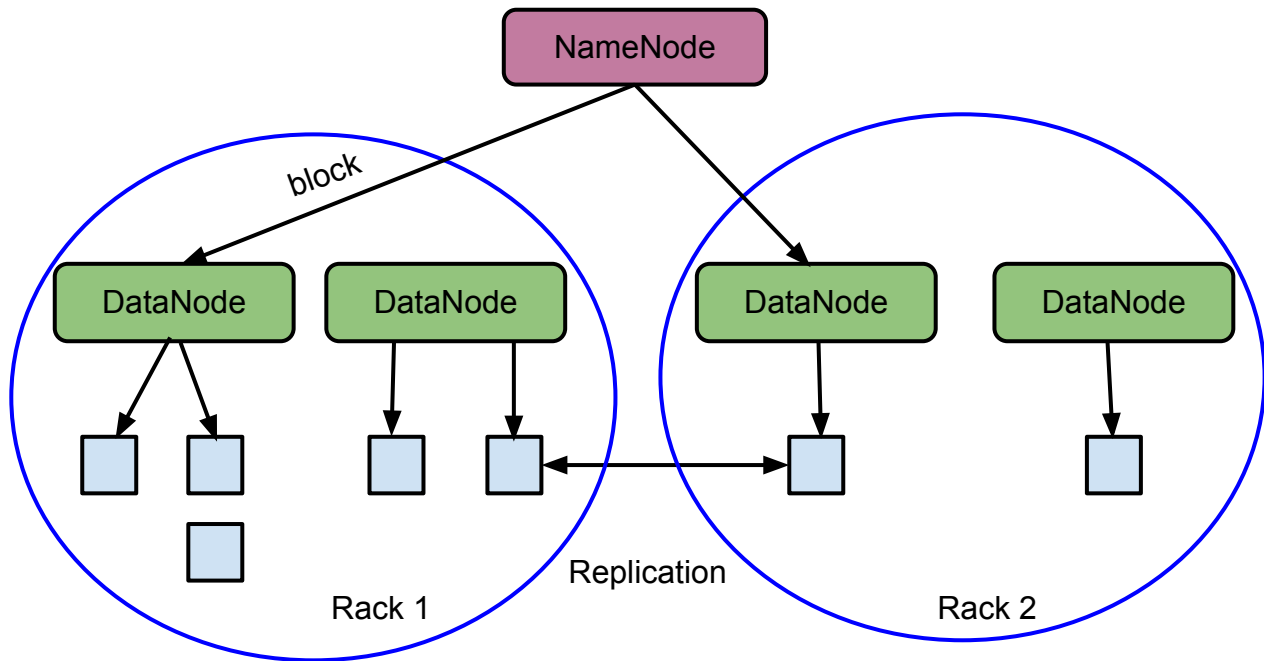 NameNode
block
DataNode
DataNode
DataNode
DataNode
Replication
Rack 1
Rack 2